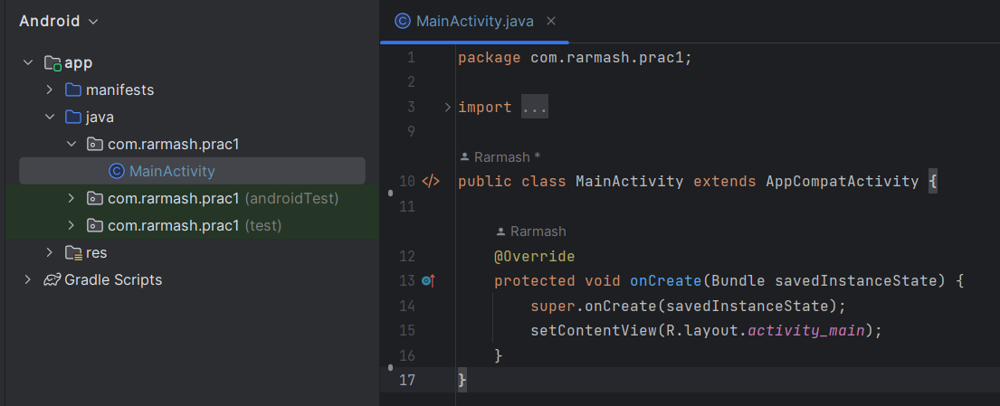 Android
app
manifests
java
com.rarmash.prac1
MainActivity
com.rarmash.prac1 (androidTest)
com.rarmash.prac1 (test)
res
Gradle Scripts
MainActivity.java
1 package com.rarmash.prac1;
2
3 import ...
9
Rarmash *
10 public class MainActivity extends AppCompatActivity {
11
Rarmash
12 @Override
13 protected void onCreate(Bundle savedInstanceState) {
14 super.onCreate(savedInstanceState);
15 setContentView(R.layout.activity_main);
16 }
17 }